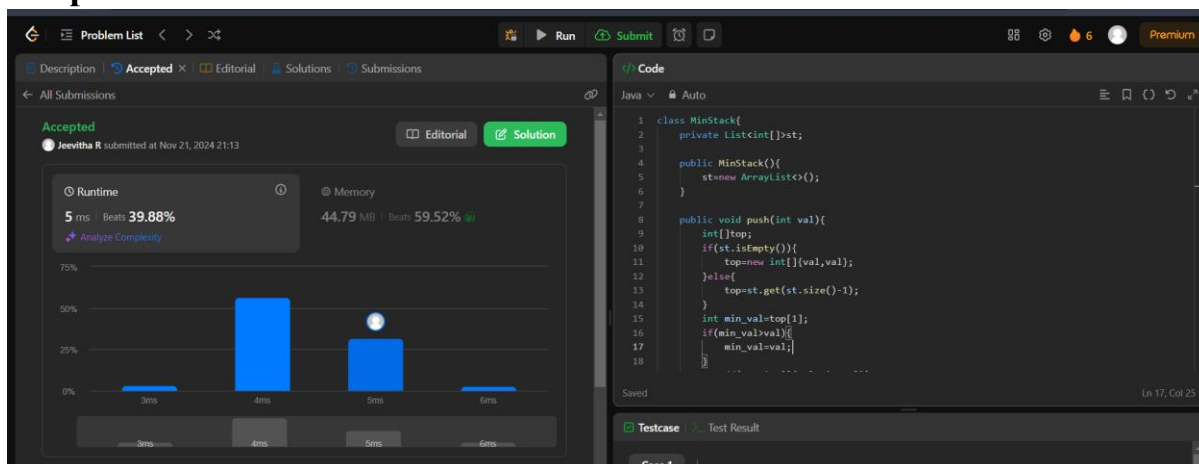 Problem List
Run
Submit
6
Premium
Description
Accepted
Editorial
Solutions
Submissions
All Submissions
Accepted
Jeevitha R submitted at Nov 21, 2024 21:13
Editorial
Solution
Runtime
5 ms Beats 39.88%
Analyze Complexity
Memory
44.79 MB Beats 59.52%
75%
50%
25%
0%
3ms 4ms 5ms 6ms
3ms 4ms 5ms 6ms
</> Code
Java Auto
1 class MinStack{
2 private List<int[]>st;
3
4 public MinStack(){
5 st=new ArrayList<>();
6 }
7
8 public void push(int val){
9 int[]top;
10 if(st.isEmpty()){
11 top=new int[]{val,val};
12 }else{
13 top=st.get(st.size()-1);
14 }
15 int min_val=top[1];
16 if(min_val>val){
17 min_val=val;
18 }
Saved
Ln 17, Col 25
Testcase
Test Result